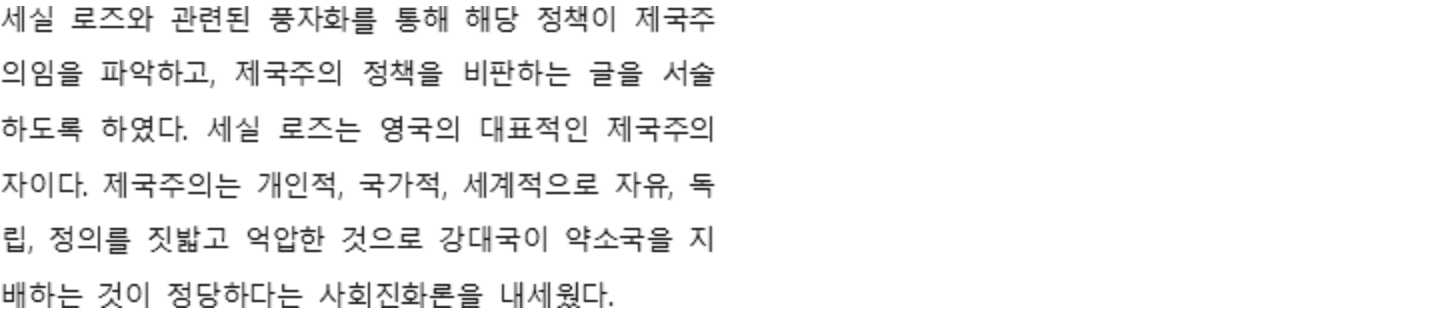 세실 로즈와 관련된 풍자화를 통해 해당 정책이 제국주
의임을 파악하고, 제국주의 정책을 비판하는 글을 서술
하도록 하였다. 세실 로즈는 영국의 대표적인 제국주의
자이다. 제국주의는 개인적, 국가적, 세계적으로 자유, 독
립, 정의를 짓밟고 억압한 것으로 강대국이 약소국을 지
배하는 것이 정당하다는 사회진화론을 내세웠다.